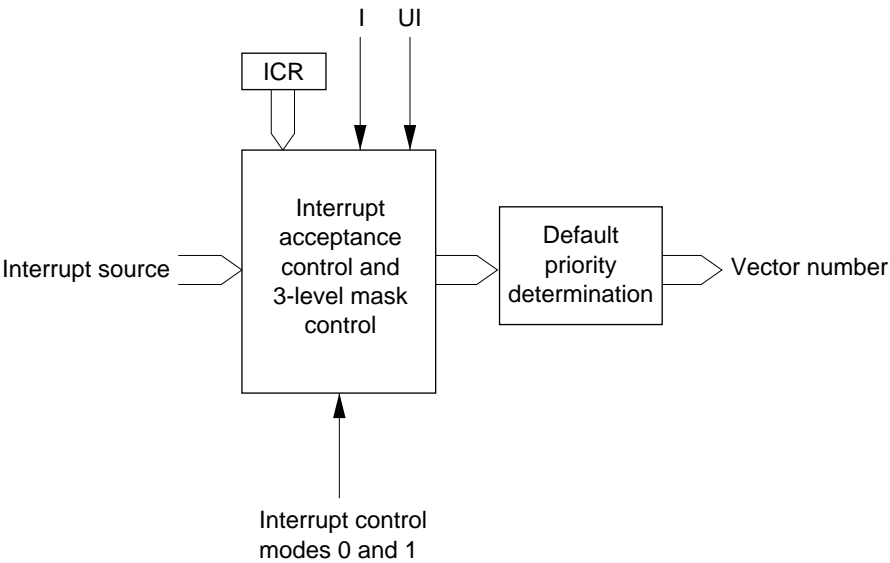 I UI
ICR
Interrupt
acceptance
control and
3-level mask
control
Interrupt source
Default
priority
determination
Vector number
Interrupt control
modes 0 and 1